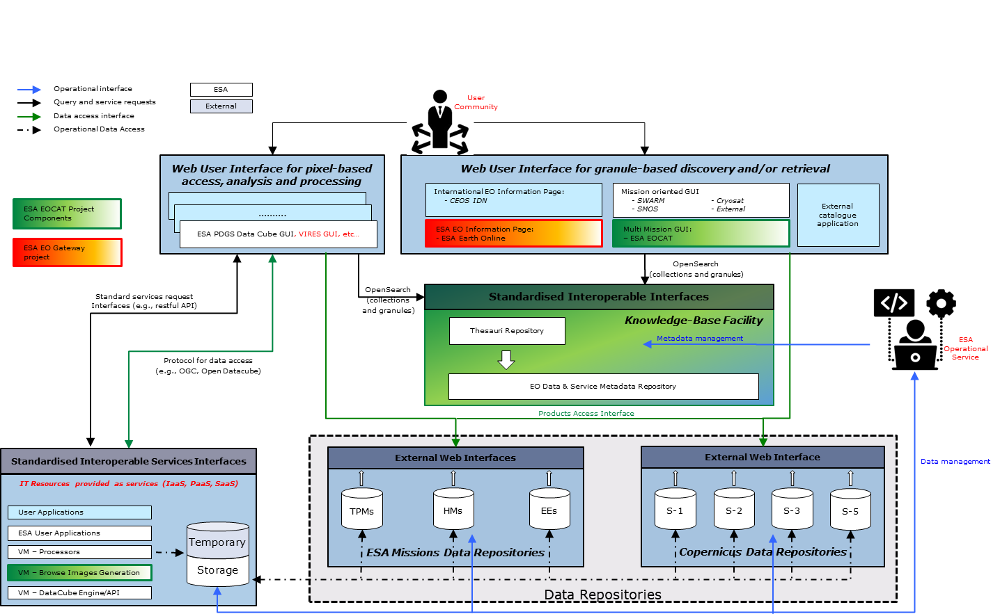 Operational interface
Query and service requests
Data access interface
Operational Data Access
ESA
External
User
Community
Web User Interface for pixel-based
access, analysis and processing
..........
ESA PDGS Data Cube GUI, VIRES GUI, etc...
Web User Interface for granule-based discovery and/or retrieval
International EO Information Page:
- CEOS IDN
Mission oriented GUI
- SWARM - Cryosat
- SMOS - External
ESA EO Information Page:
- ESA Earth Online
Multi Mission GUI:
– ESA EOCAT
External
catalogue
application
ESA EOCAT Project
Components
ESA EO Gateway
project
Standard services request
Interfaces (e.g., restful API)
OpenSearch
(collections
and granules)
OpenSearch
(collections and granules)
Protocol for data access
(e.g., OGC, Open Datacube)
Standardised Interoperable Interfaces
Knowledge-Base Facility
Thesauri Repository
Metadata management
EO Data & Service Metadata Repository
ESA
Operational
Service
Products Access Interface
Data management
Standardised Interoperable Services Interfaces
IT Resources provided as services (IaaS, PaaS, SaaS)
User Applications
ESA User Applications
VM – Processors
VM – Browse Images Generation
VM – DataCube Engine/API
Temporary
Storage
External Web Interfaces
TPMs
HMs
EEs
ESA Missions Data Repositories
External Web Interface
S-1
S-2
S-3
S-5
Copernicus Data Repositories
Data Repositories